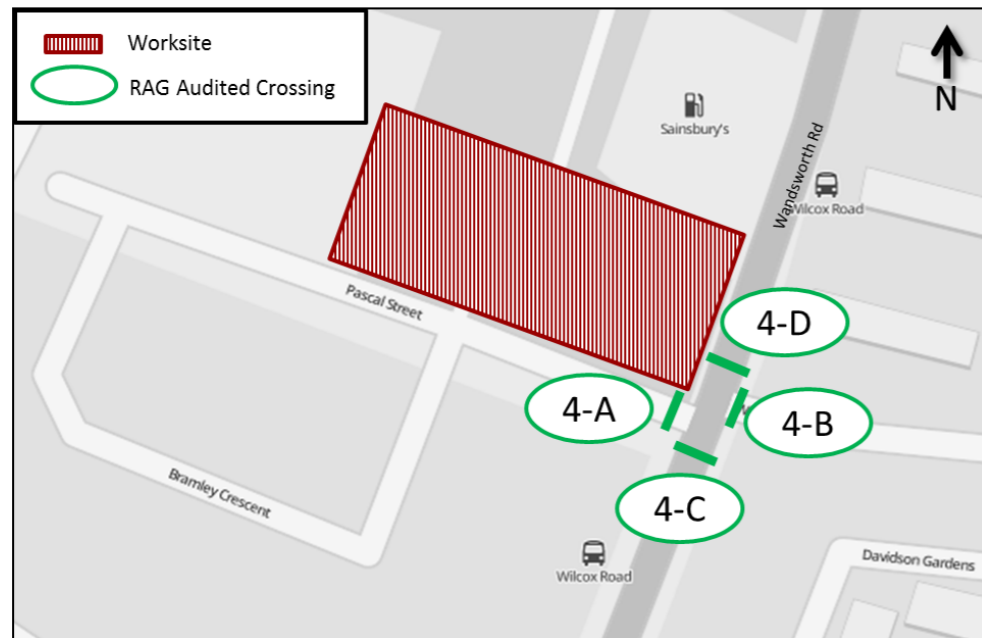 Worksite
RAG Audited Crossing
N
Sainsbury's
Wandsworth Rd
Wilcox Road
Pascal Street
4-D
4-A
4-B
4-C
Bramley Crescent
Wilcox Road
Davidson Gardens